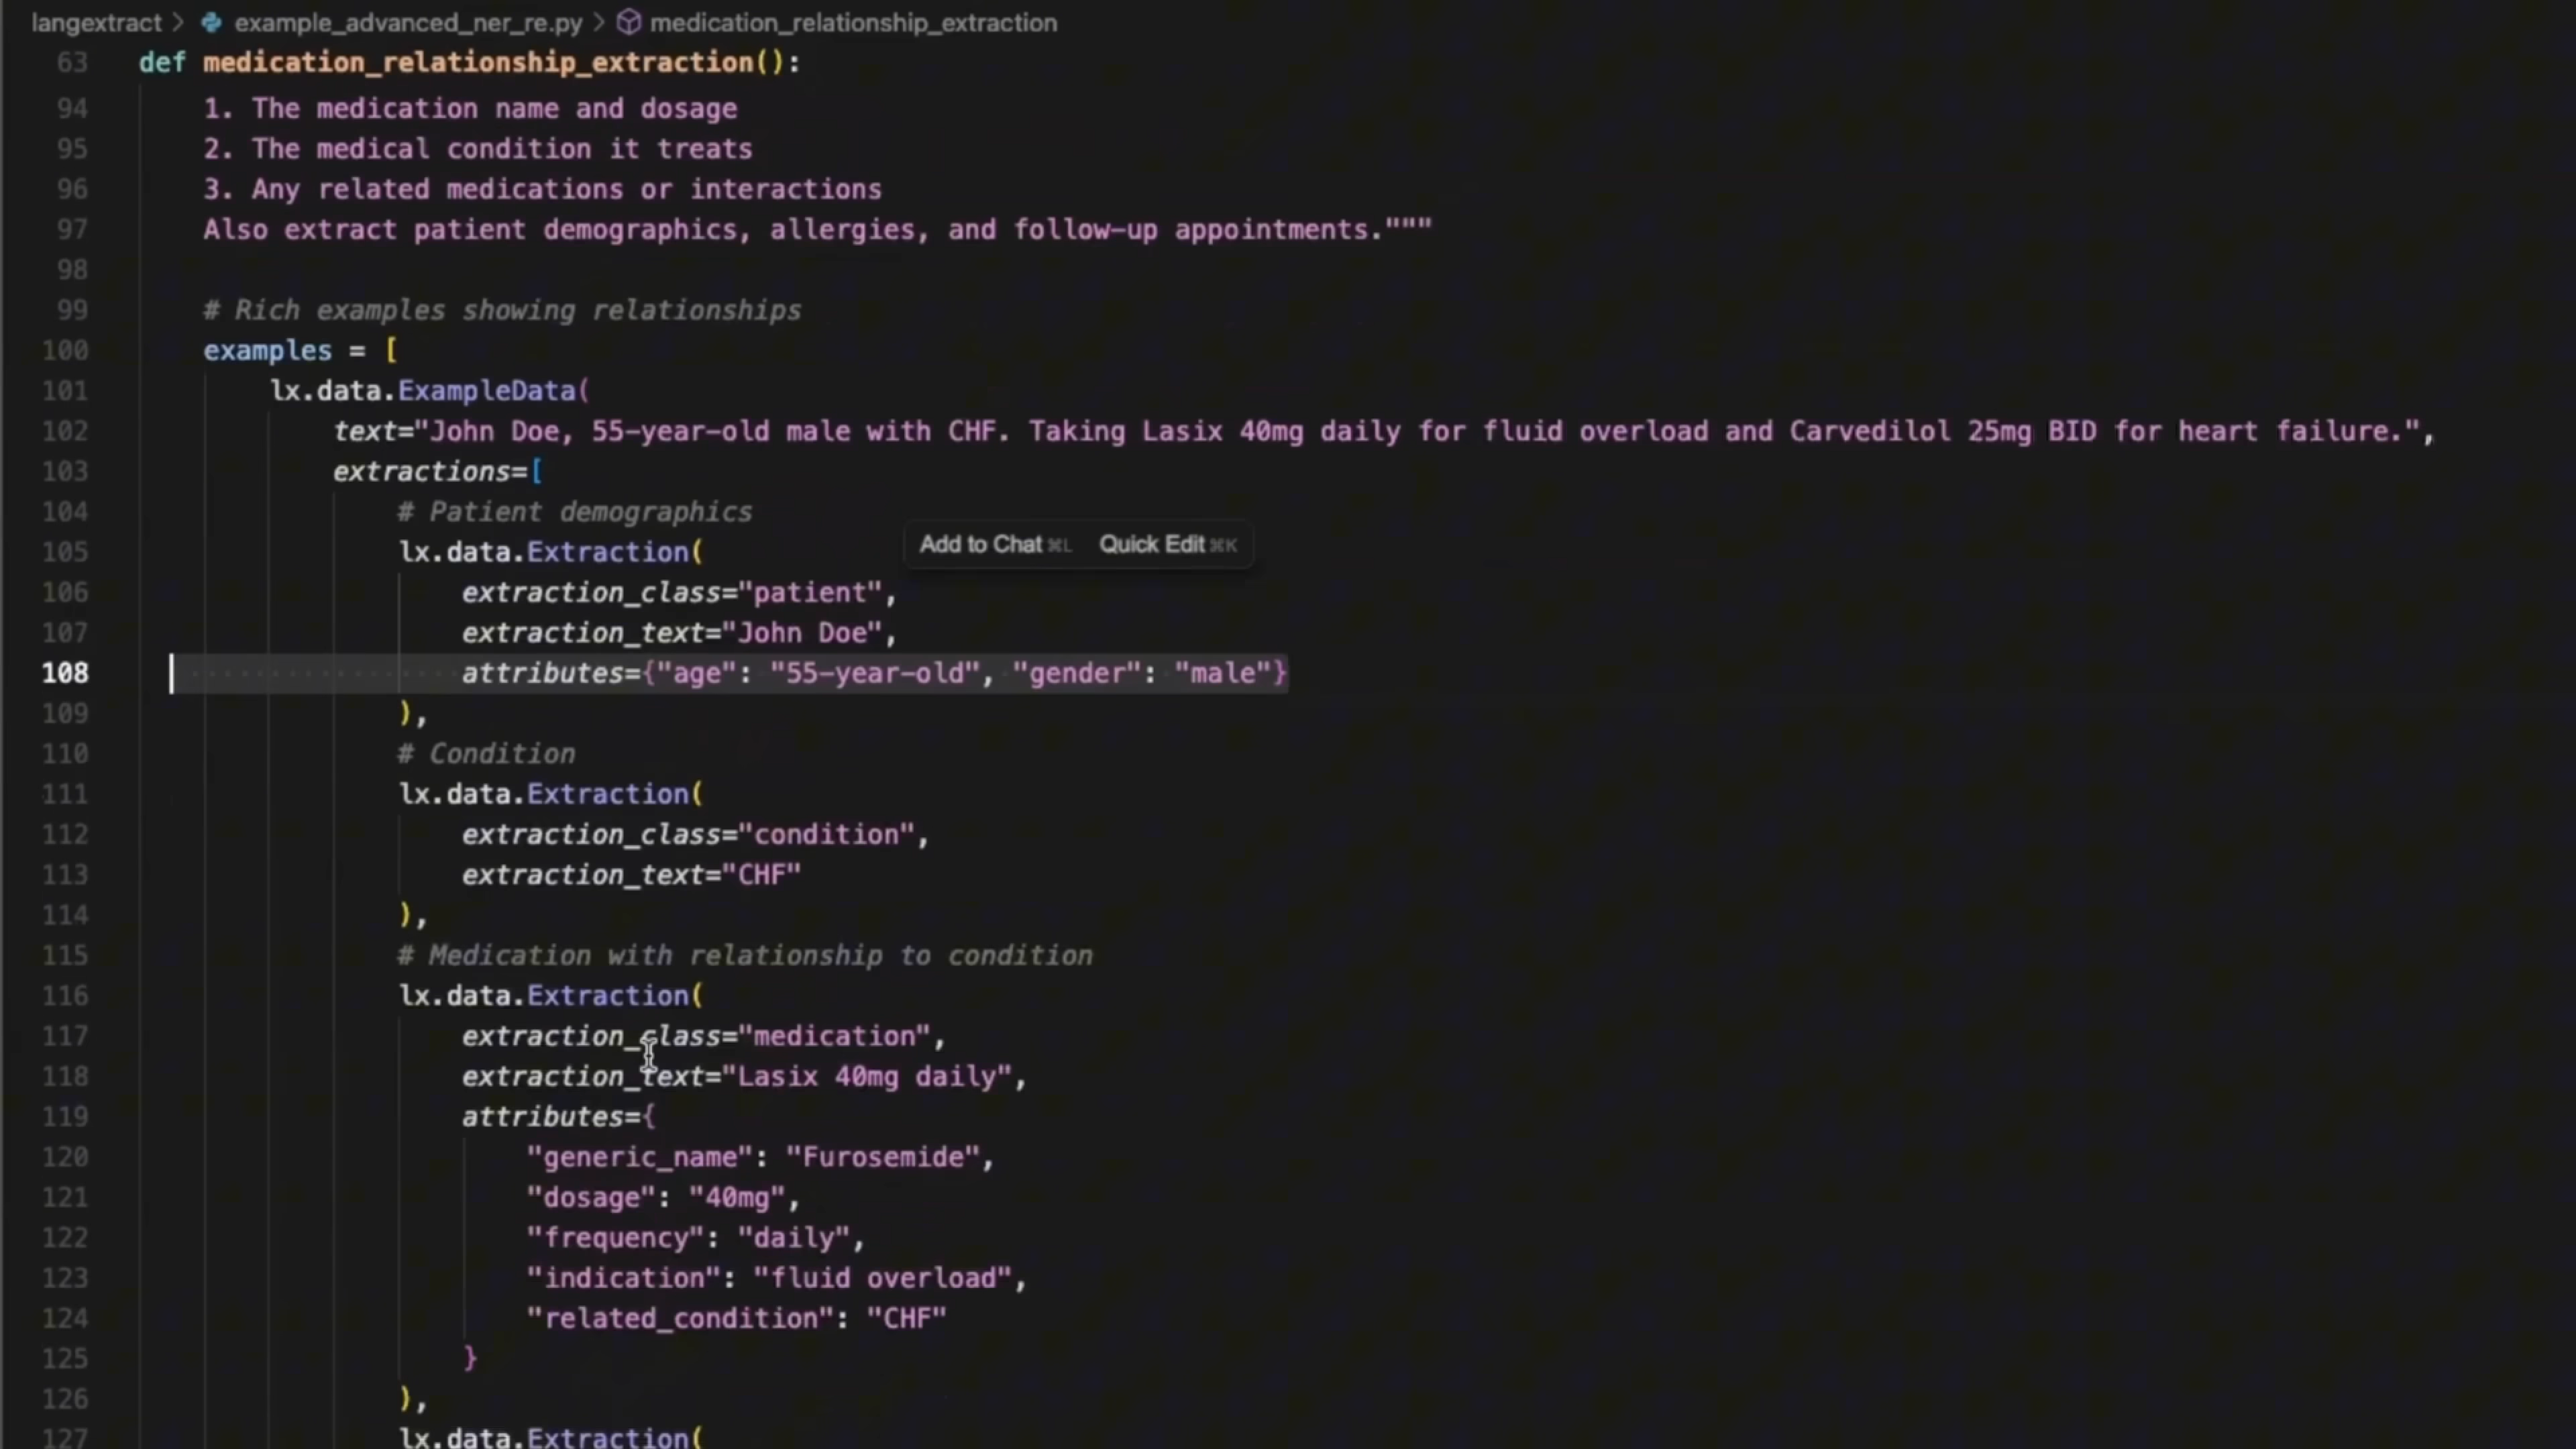 langextract > example_advanced_ner_re.py > medication_relationship_extraction
63 def medication_relationship_extraction():
94 1. The medication name and dosage
95 2. The medical condition it treats
96 3. Any related medications or interactions
97 Also extract patient demographics, allergies, and follow-up appointments."""
98
99 # Rich examples showing relationships
100 examples = [
101 lx.data.ExampleData(
102 text="John Doe, 55-year-old male with CHF. Taking Lasix 40mg daily for fluid overload and Carvedilol 25mg BID for heart failure.",
103 extractions=[
104 # Patient demographics
105 lx.data.Extraction(
Add to Chat ⌘L Quick Edit ⌘K
106 extraction_class="patient",
107 extraction_text="John Doe",
108 attributes={"age": "55-year-old", "gender": "male"}
109 ),
110 # Condition
111 lx.data.Extraction(
112 extraction_class="condition",
113 extraction_text="CHF"
114 ),
115 # Medication with relationship to condition
116 lx.data.Extraction(
117 extraction_class="medication",
118 extraction_text="Lasix 40mg daily",
119 attributes={
120 "generic_name": "Furosemide",
121 "dosage": "40mg",
122 "frequency": "daily",
123 "indication": "fluid overload",
124 "related_condition": "CHF"
125 }
126 ),
127 lx.data.Extraction(